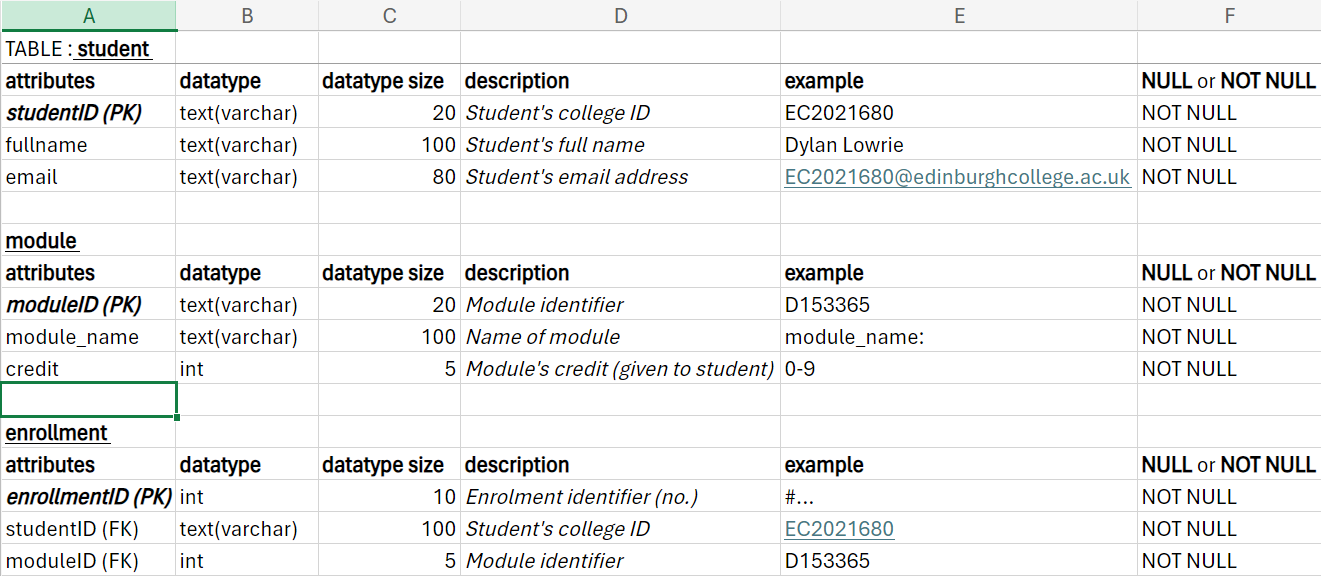 A B C D E F
TABLE : student
attributes datatype datatype size description example NULL or NOT NULL
studentID (PK) text(varchar) 20 Student's college ID EC2021680 NOT NULL
fullname text(varchar) 100 Student's full name Dylan Lowrie NOT NULL
email text(varchar) 80 Student's email address EC2021680@edinburghcollege.ac.uk NOT NULL
module
attributes datatype datatype size description example NULL or NOT NULL
moduleID (PK) text(varchar) 20 Module identifier D153365 NOT NULL
module_name text(varchar) 100 Name of module module_name: NOT NULL
credit int 5 Module's credit (given to student) 0-9 NOT NULL
enrollment
attributes datatype datatype size description example NULL or NOT NULL
enrollmentID (PK) int 10 Enrolment identifier (no.) #... NOT NULL
studentID (FK) text(varchar) 100 Student's college ID EC2021680 NOT NULL
moduleID (FK) int 5 Module identifier D153365 NOT NULL